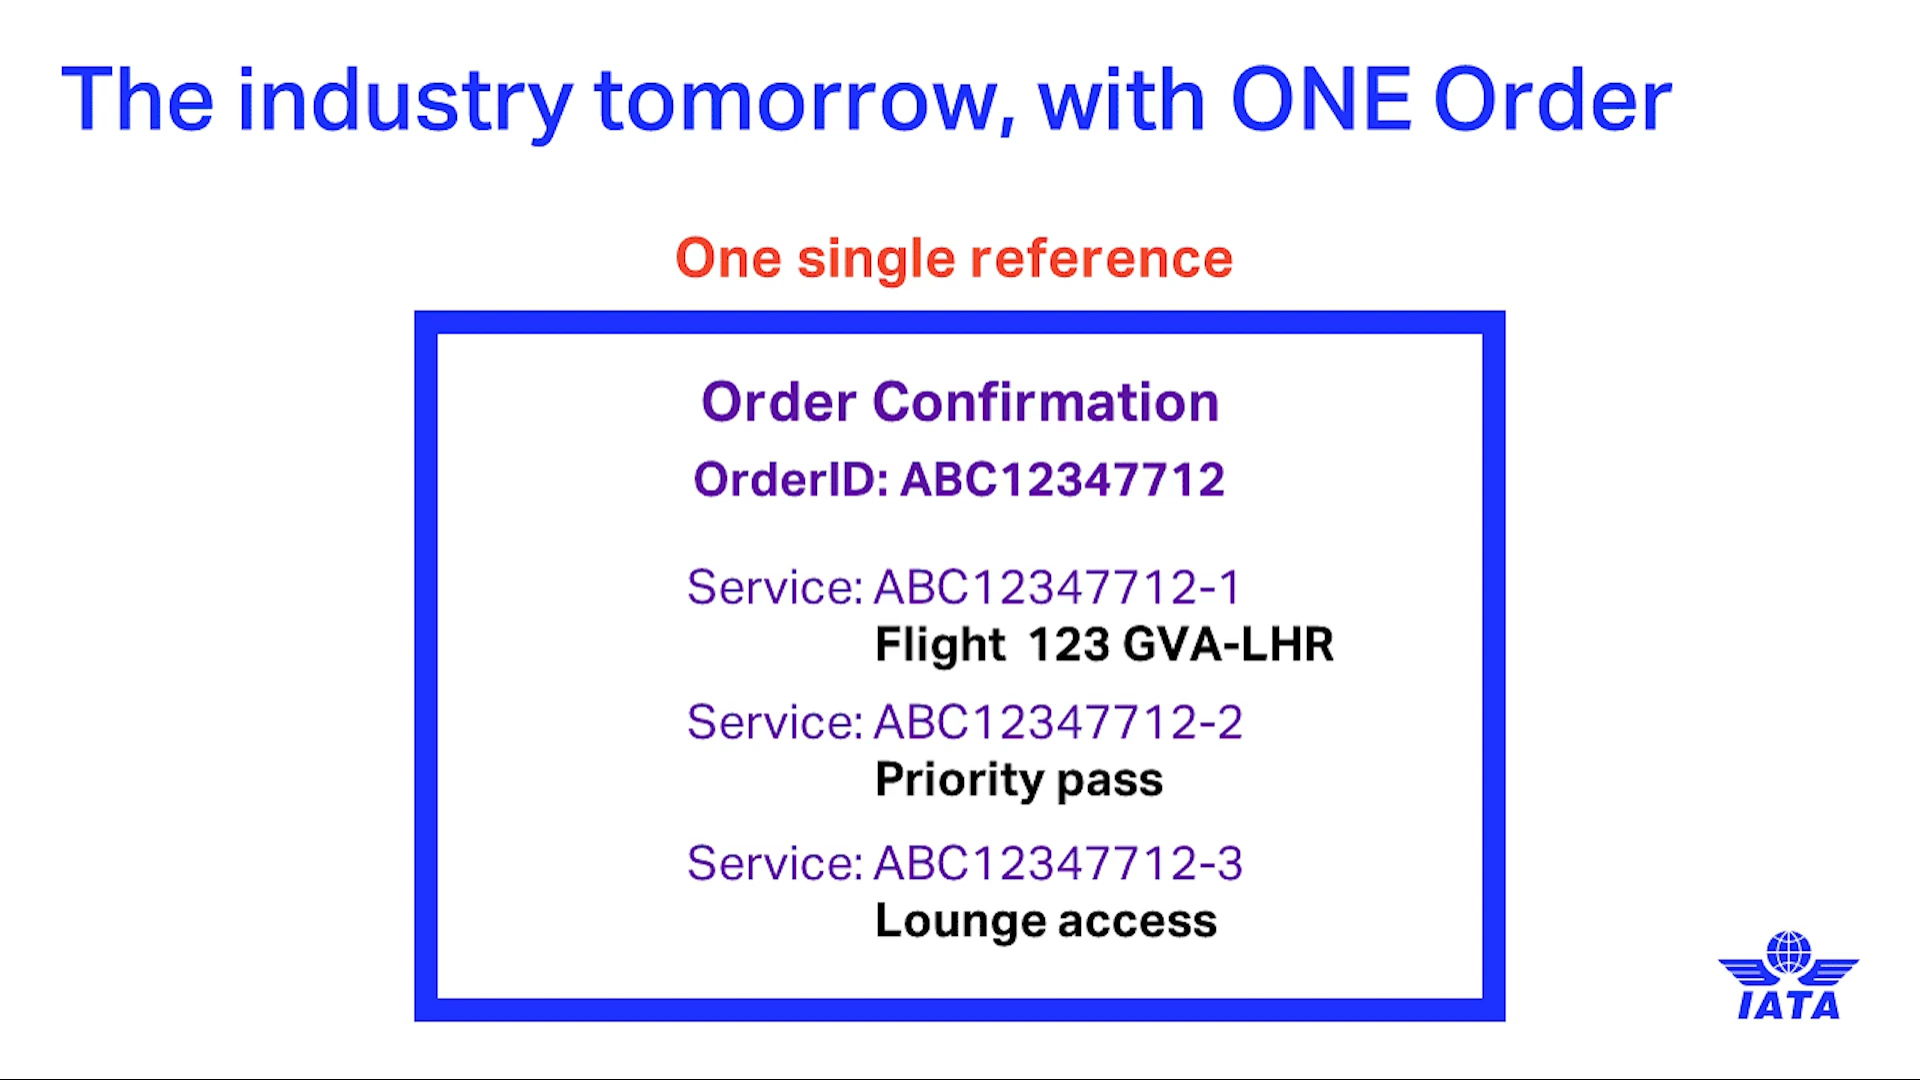 The industry tomorrow, with ONE Order
One single reference
Order Confirmation
OrderID: ABC12347712
Service: ABC12347712-1
Flight 123 GVA-LHR
Service: ABC12347712-2
Priority pass
Service: ABC12347712-3
Lounge access
IATA